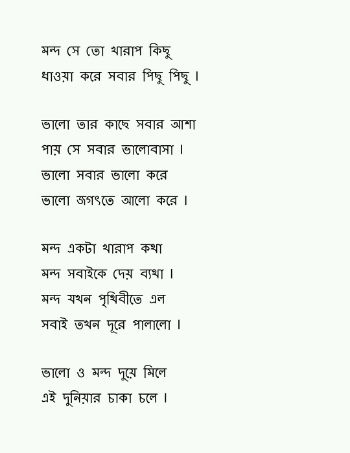 মন্দ সে তো খারাপ কিছু
ধাওয়া করে সবার পিছু পিছু ।
ভালো তার কাছে সবার আশা
পায় সে সবার ভালোবাসা ।
ভালো সবার ভালো করে
ভালো জগৎতে আলো করে ।
মন্দ একটা খারাপ কথা
মন্দ সবাইকে দেয় ব্যথা ।
মন্দ যখন পৃথিবীতে এল
সবাই তখন দূরে পালালো ।
ভালো ও মন্দ দুয়ে মিলে
এই দুনিয়ার চাকা চলে ।